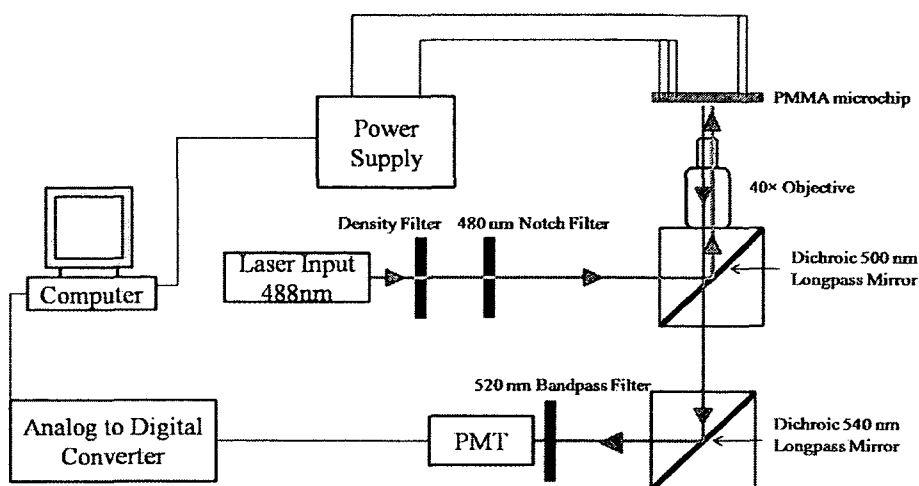 PMMA microchip
Power
Supply
40× Objective
Density Filter
480 nm Notch Filter
Laser Input
488nm
Dichroic 500 nm
Longpass Mirror
Computer
520 nm Bandpass Filter
Analog to Digital
Converter
PMT
Dichroic 540 nm
Longpass Mirror